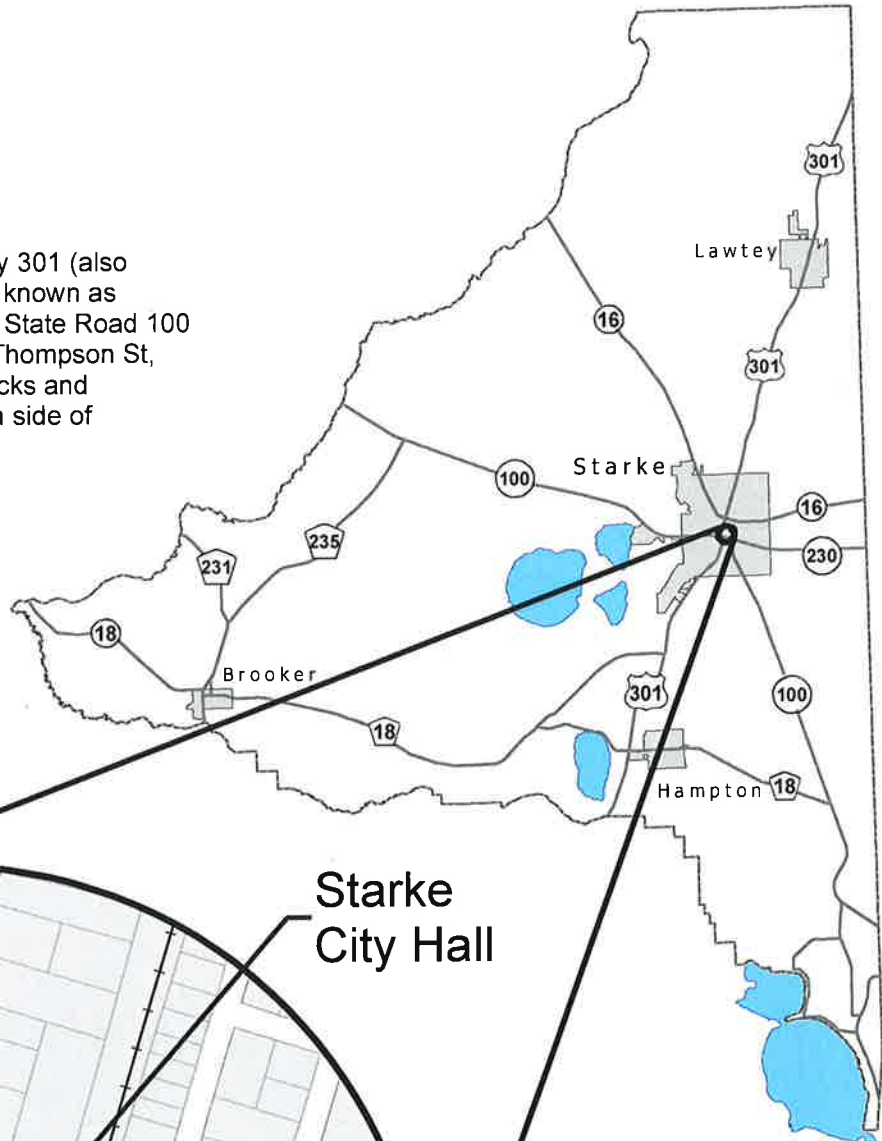 y 301 (also
known as
State Road 100
Thompson St,
cks and
side of
301
Lawtey
16
301
Starke
100
16
235
231
230
18
Brooker
301
100
18
Hampton
18
Starke
City Hall